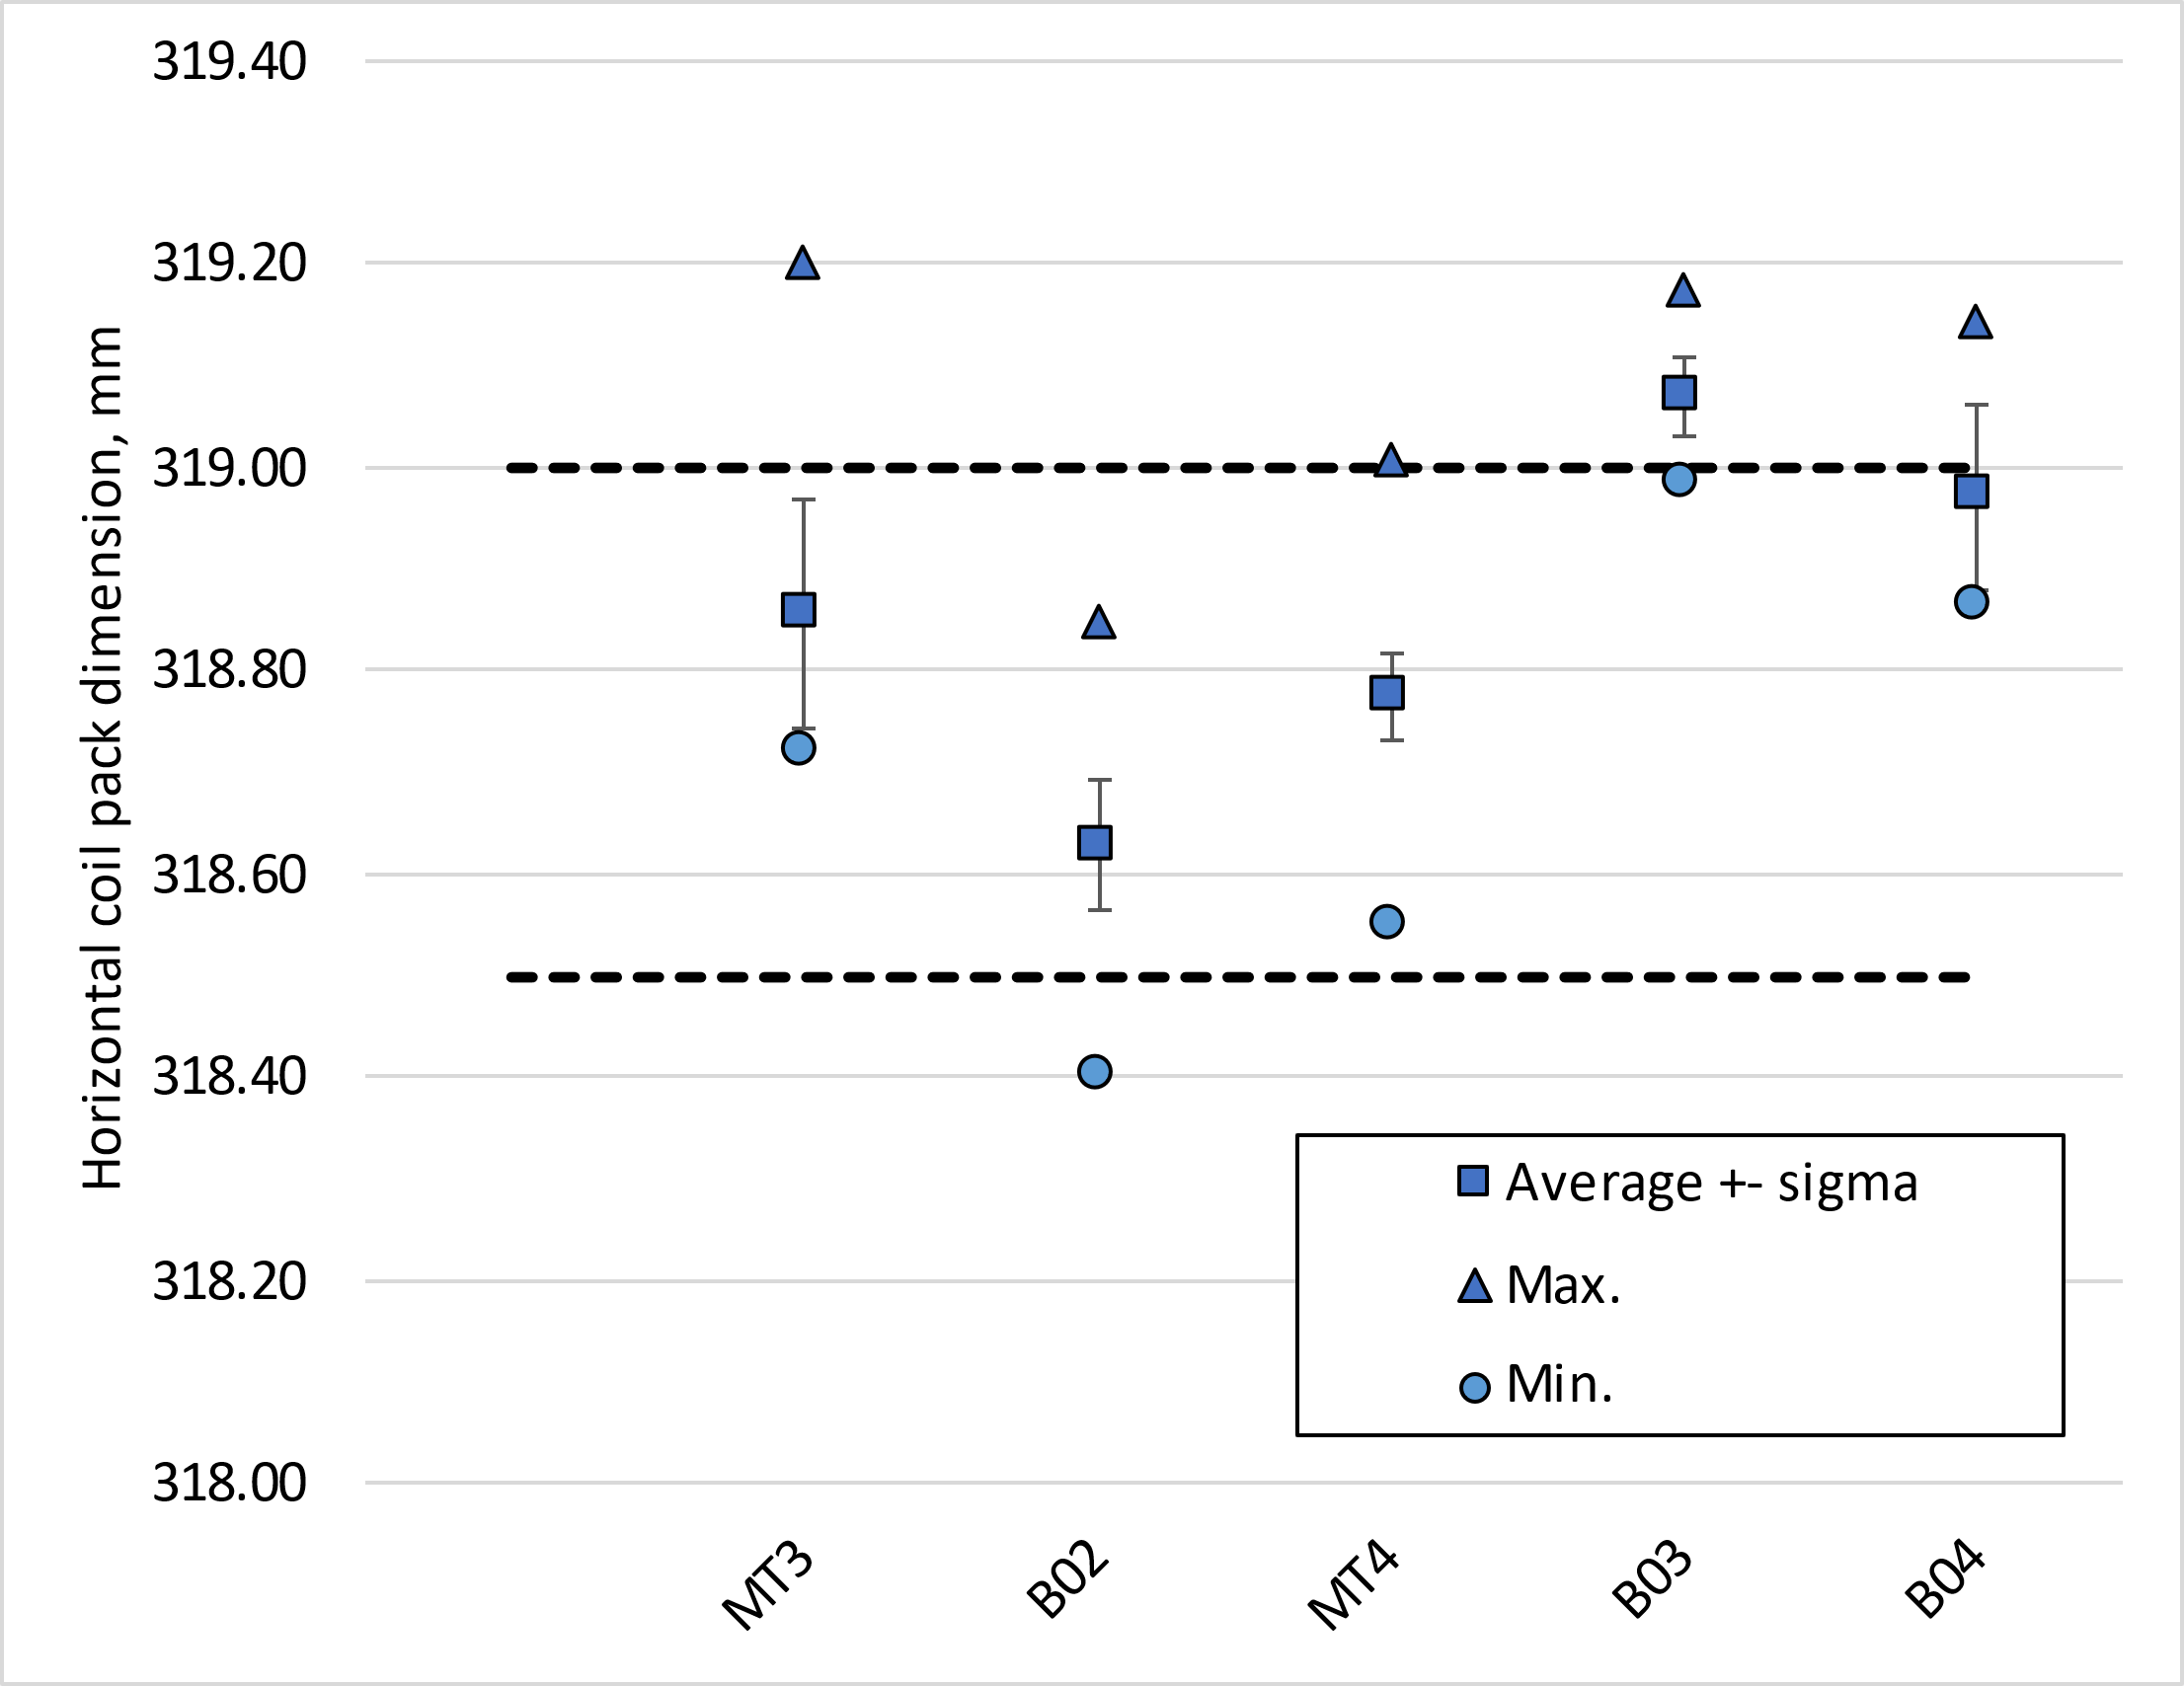 319.40
319.20
319.00
318.80
318.60
318.40
318.20
318.00
Horizontal coil pack dimension, mm
Average +- sigma
Max.
Min.
MT3
B02
MT4
B03
B04